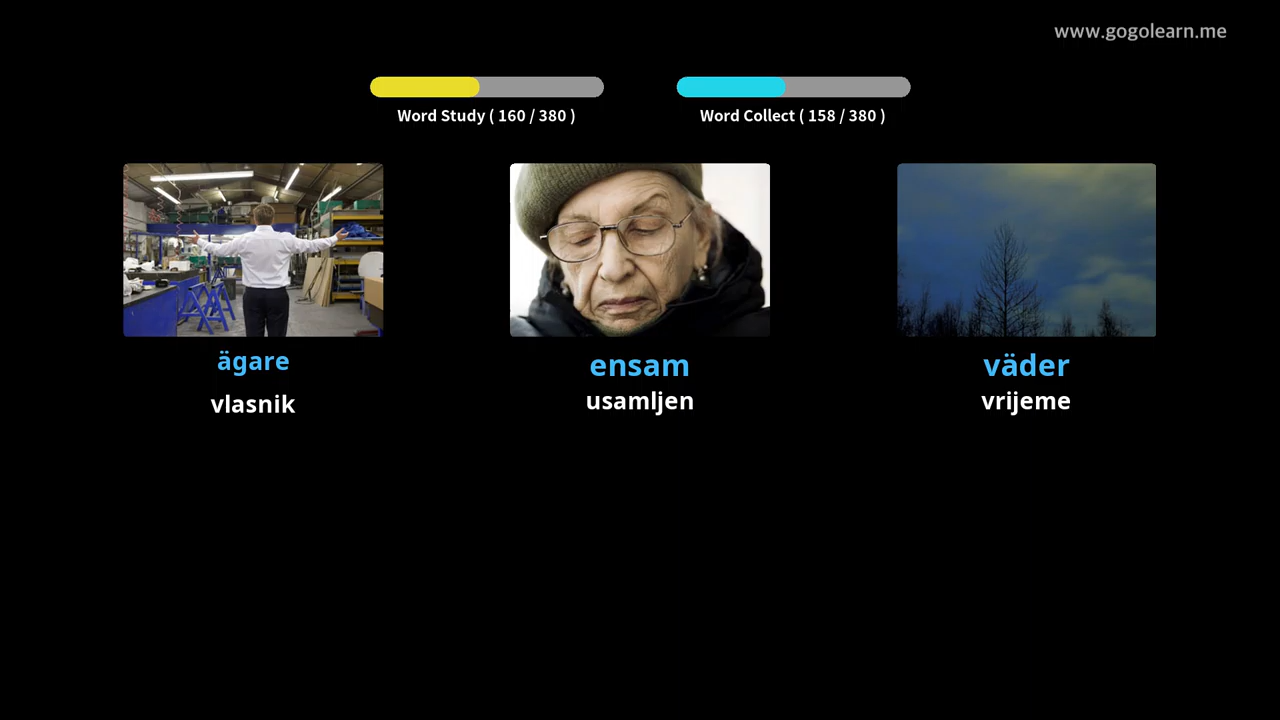 www.gogolearn.me
Word Study ( 160 / 380 )
Word Collect ( 158 / 380 )
ägare
vlasnik
ensam
usamljen
väder
vrijeme